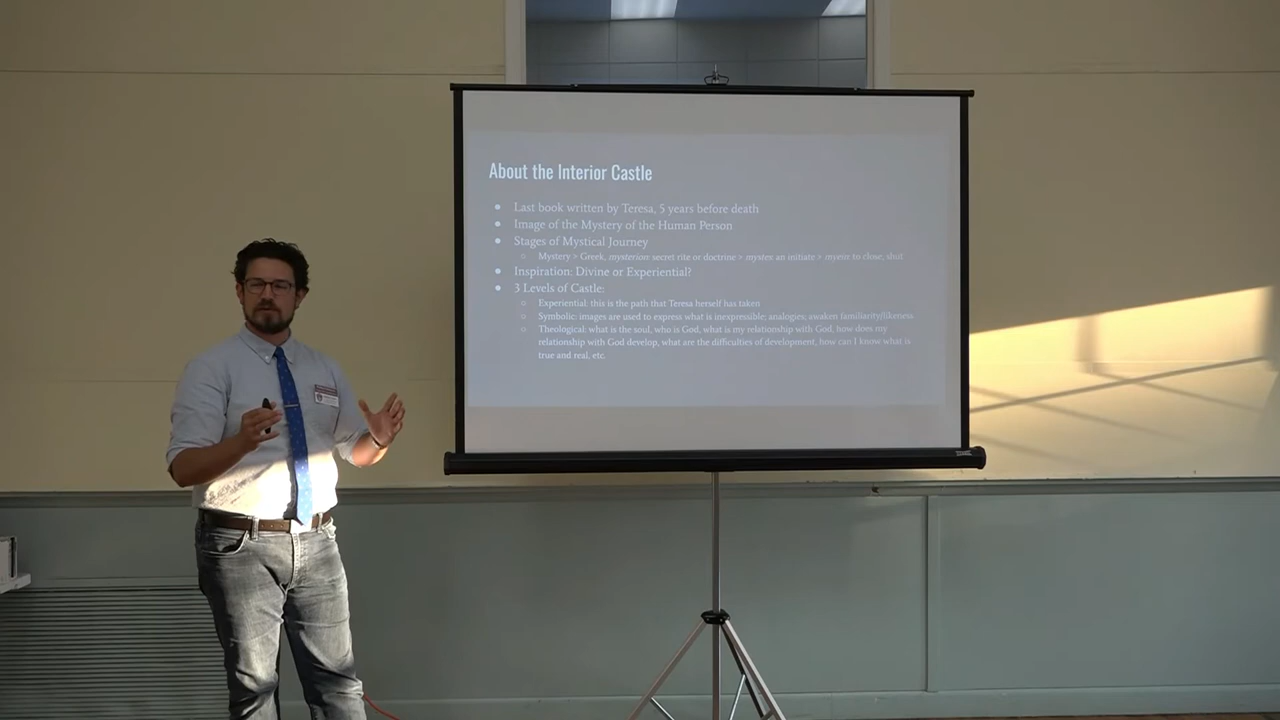 About the Interior Castle
● Last book written by Teresa, 5 years before death
● Image of the Mystery of the Human Person
● Stages of Mystical Journey
○ Mystery > Greek, mysterion: secret rite or doctrine > mystes: an initiate > myein: to close, shut
● Inspiration: Divine or Experiential?
● 3 Levels of Castle:
○ Experiential: this is the path that Teresa herself has taken
○ Symbolic: images are used to express what is inexpressible; analogies; awaken familiarity/likeness
○ Theological: what is the soul, who is God, what is my relationship with God, how does my
relationship with God develop, what are the difficulties of development, how can I know what is
true and real, etc.